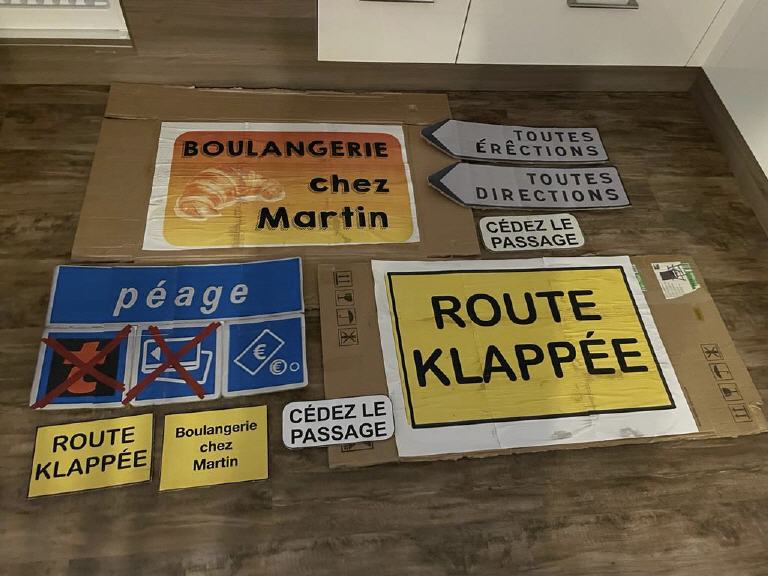 BOULANGERIE
chez
Martin
TOUTES
ÉRÊCTIONS
TOUTES
DIRECTIONS
CÉDEZ LE
PASSAGE
péage
t
€
€
ROUTE
KLAPPÉE
ROUTE
KLAPPÉE
Boulangerie
chez
Martin
CÉDEZ LE
PASSAGE